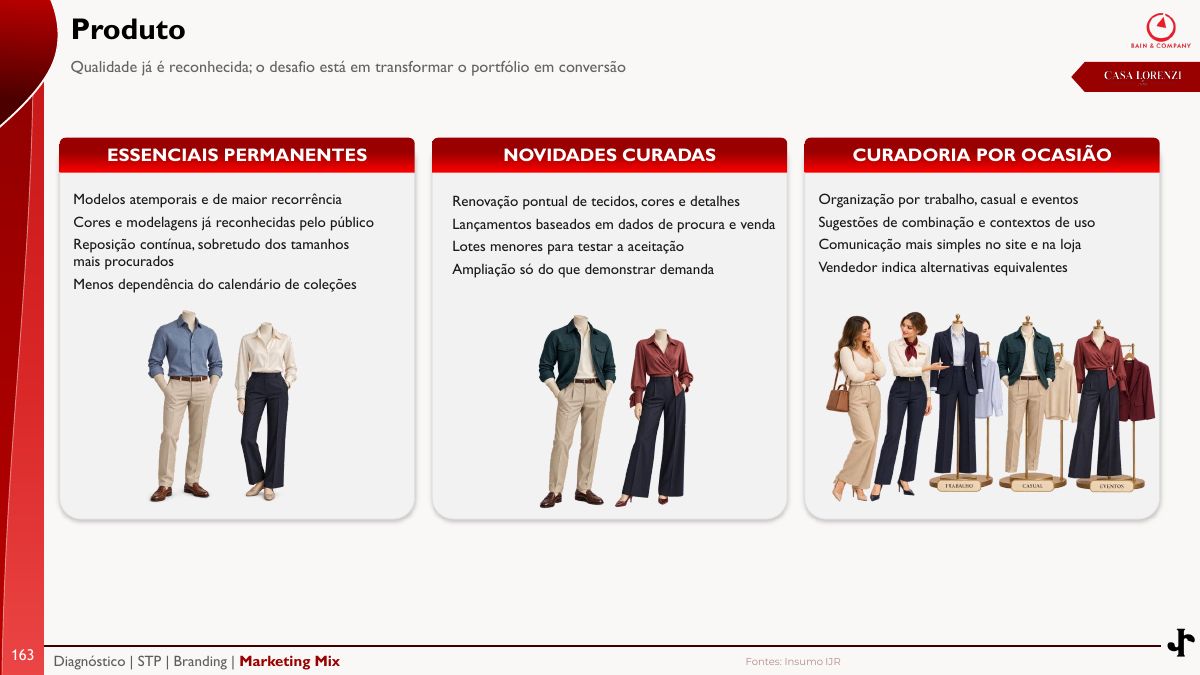 Produto
Qualidade já é reconhecida; o desafio está em transformar o portfólio em conversão
BAIN & COMPANY
CASA LORENZI
ESSENCIAIS PERMANENTES
Modelos atemporais e de maior recorrência
Cores e modelagens já reconhecidas pelo público
Reposição contínua, sobretudo dos tamanhos
mais procurados
Menos dependência do calendário de coleções
NOVIDADES CURADAS
Renovação pontual de tecidos, cores e detalhes
Lançamentos baseados em dados de procura e venda
Lotes menores para testar a aceitação
Ampliação só do que demonstrar demanda
CURADORIA POR OCASIÃO
Organização por trabalho, casual e eventos
Sugestões de combinação e contextos de uso
Comunicação mais simples no site e na loja
Vendedor indica alternativas equivalentes
TRABALHO
CASUAL
EVENTOS
163
Diagnóstico | STP | Branding | Marketing Mix
Fontes: Insumo IJR